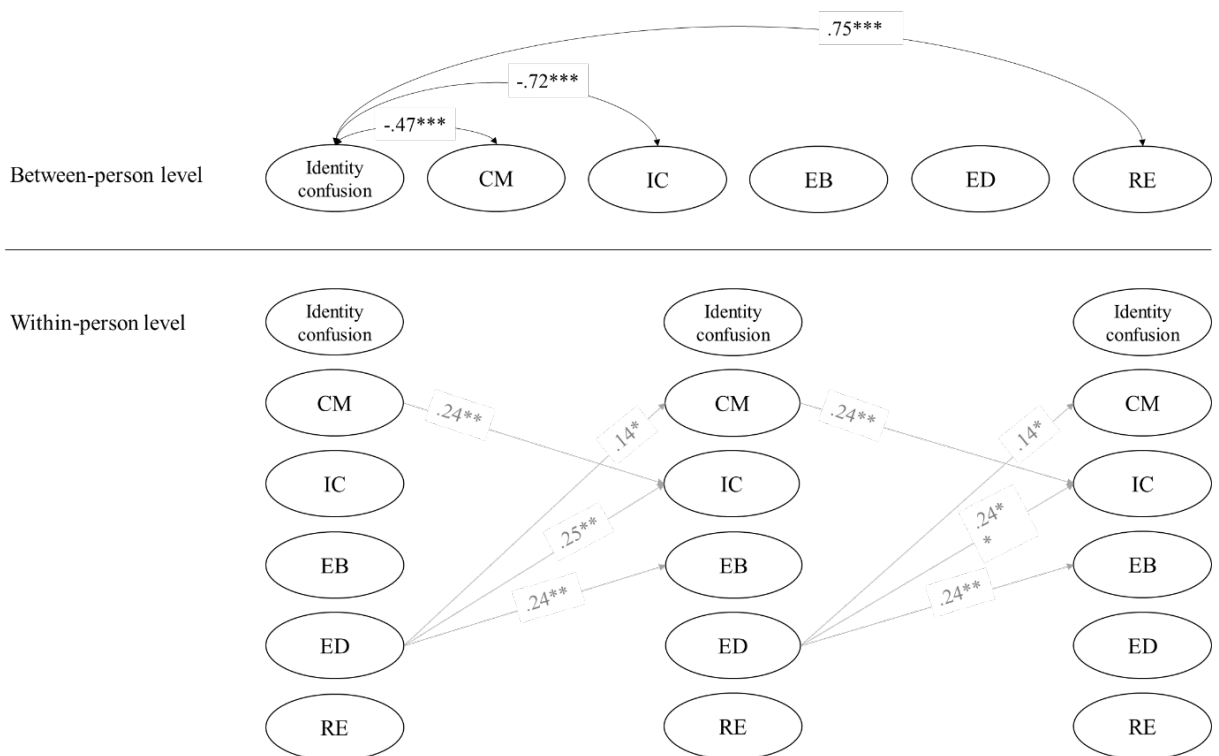 .75***
-.72***
-.47***
Between-person level
Identity
confusion
CM
IC
EB
ED
RE
Within-person level
Identity
confusion
Identity
confusion
Identity
confusion
CM
.24**
.14*
CM
.24**
.14*
CM
IC
.25**
IC
.24*
*
IC
EB
.24**
EB
.24**
EB
ED
ED
ED
RE
RE
RE